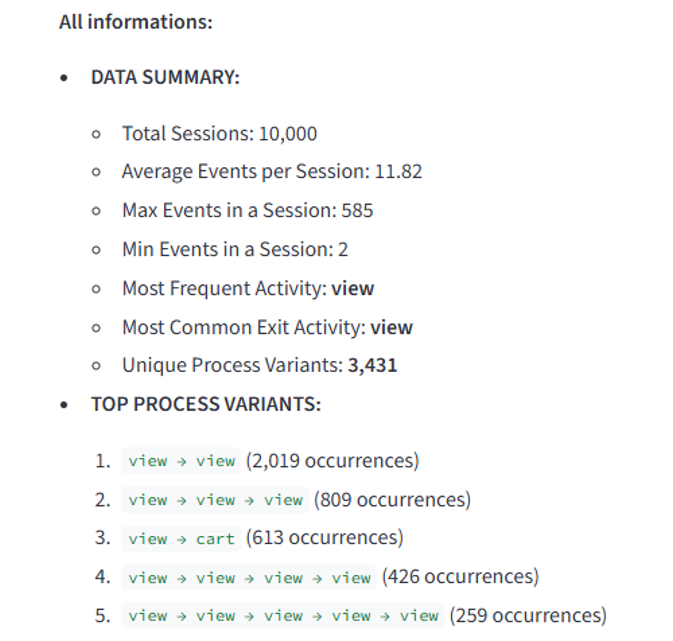 All informations:
• DATA SUMMARY:
○ Total Sessions: 10,000
○ Average Events per Session: 11.82
○ Max Events in a Session: 585
○ Min Events in a Session: 2
○ Most Frequent Activity: view
○ Most Common Exit Activity: view
○ Unique Process Variants: 3,431
• TOP PROCESS VARIANTS:
1. view → view (2,019 occurrences)
2. view → view → view (809 occurrences)
3. view → cart (613 occurrences)
4. view → view → view → view (426 occurrences)
5. view → view → view → view → view (259 occurrences)